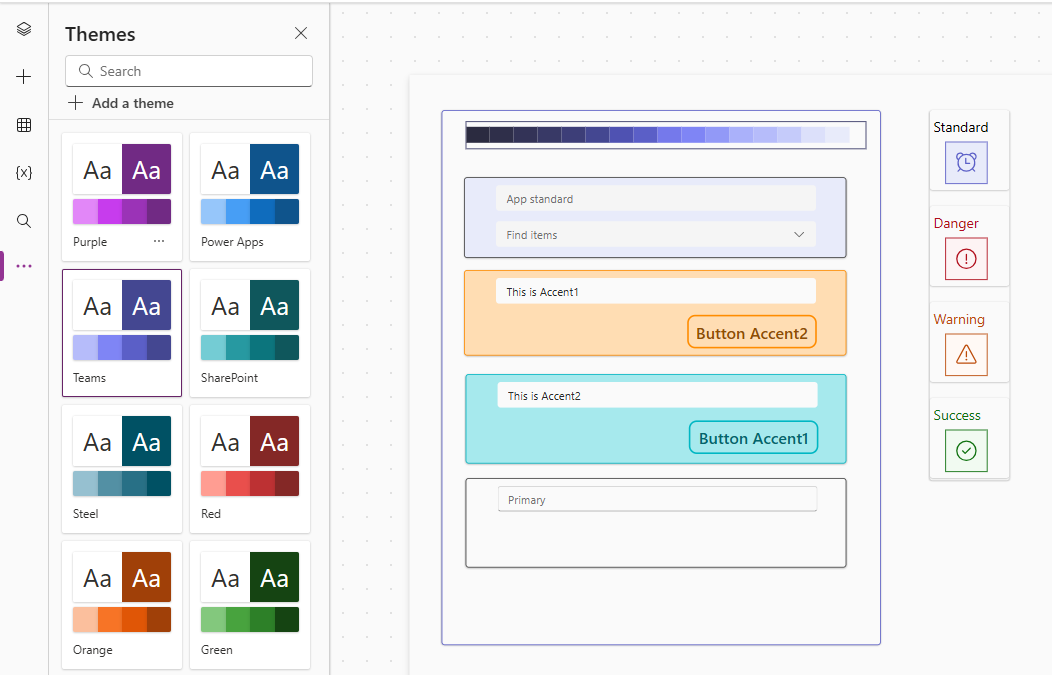 Themes
Search
Add a theme
Aa Aa
Purple
Aa Aa
Power Apps
Aa Aa
Teams
Aa Aa
SharePoint
Aa Aa
Steel
Aa Aa
Red
Aa Aa
Orange
Aa Aa
Green
{x}
App standard
Find items
This is Accent1
Button Accent2
This is Accent2
Button Accent1
Primary
Standard
Danger
Warning
Success